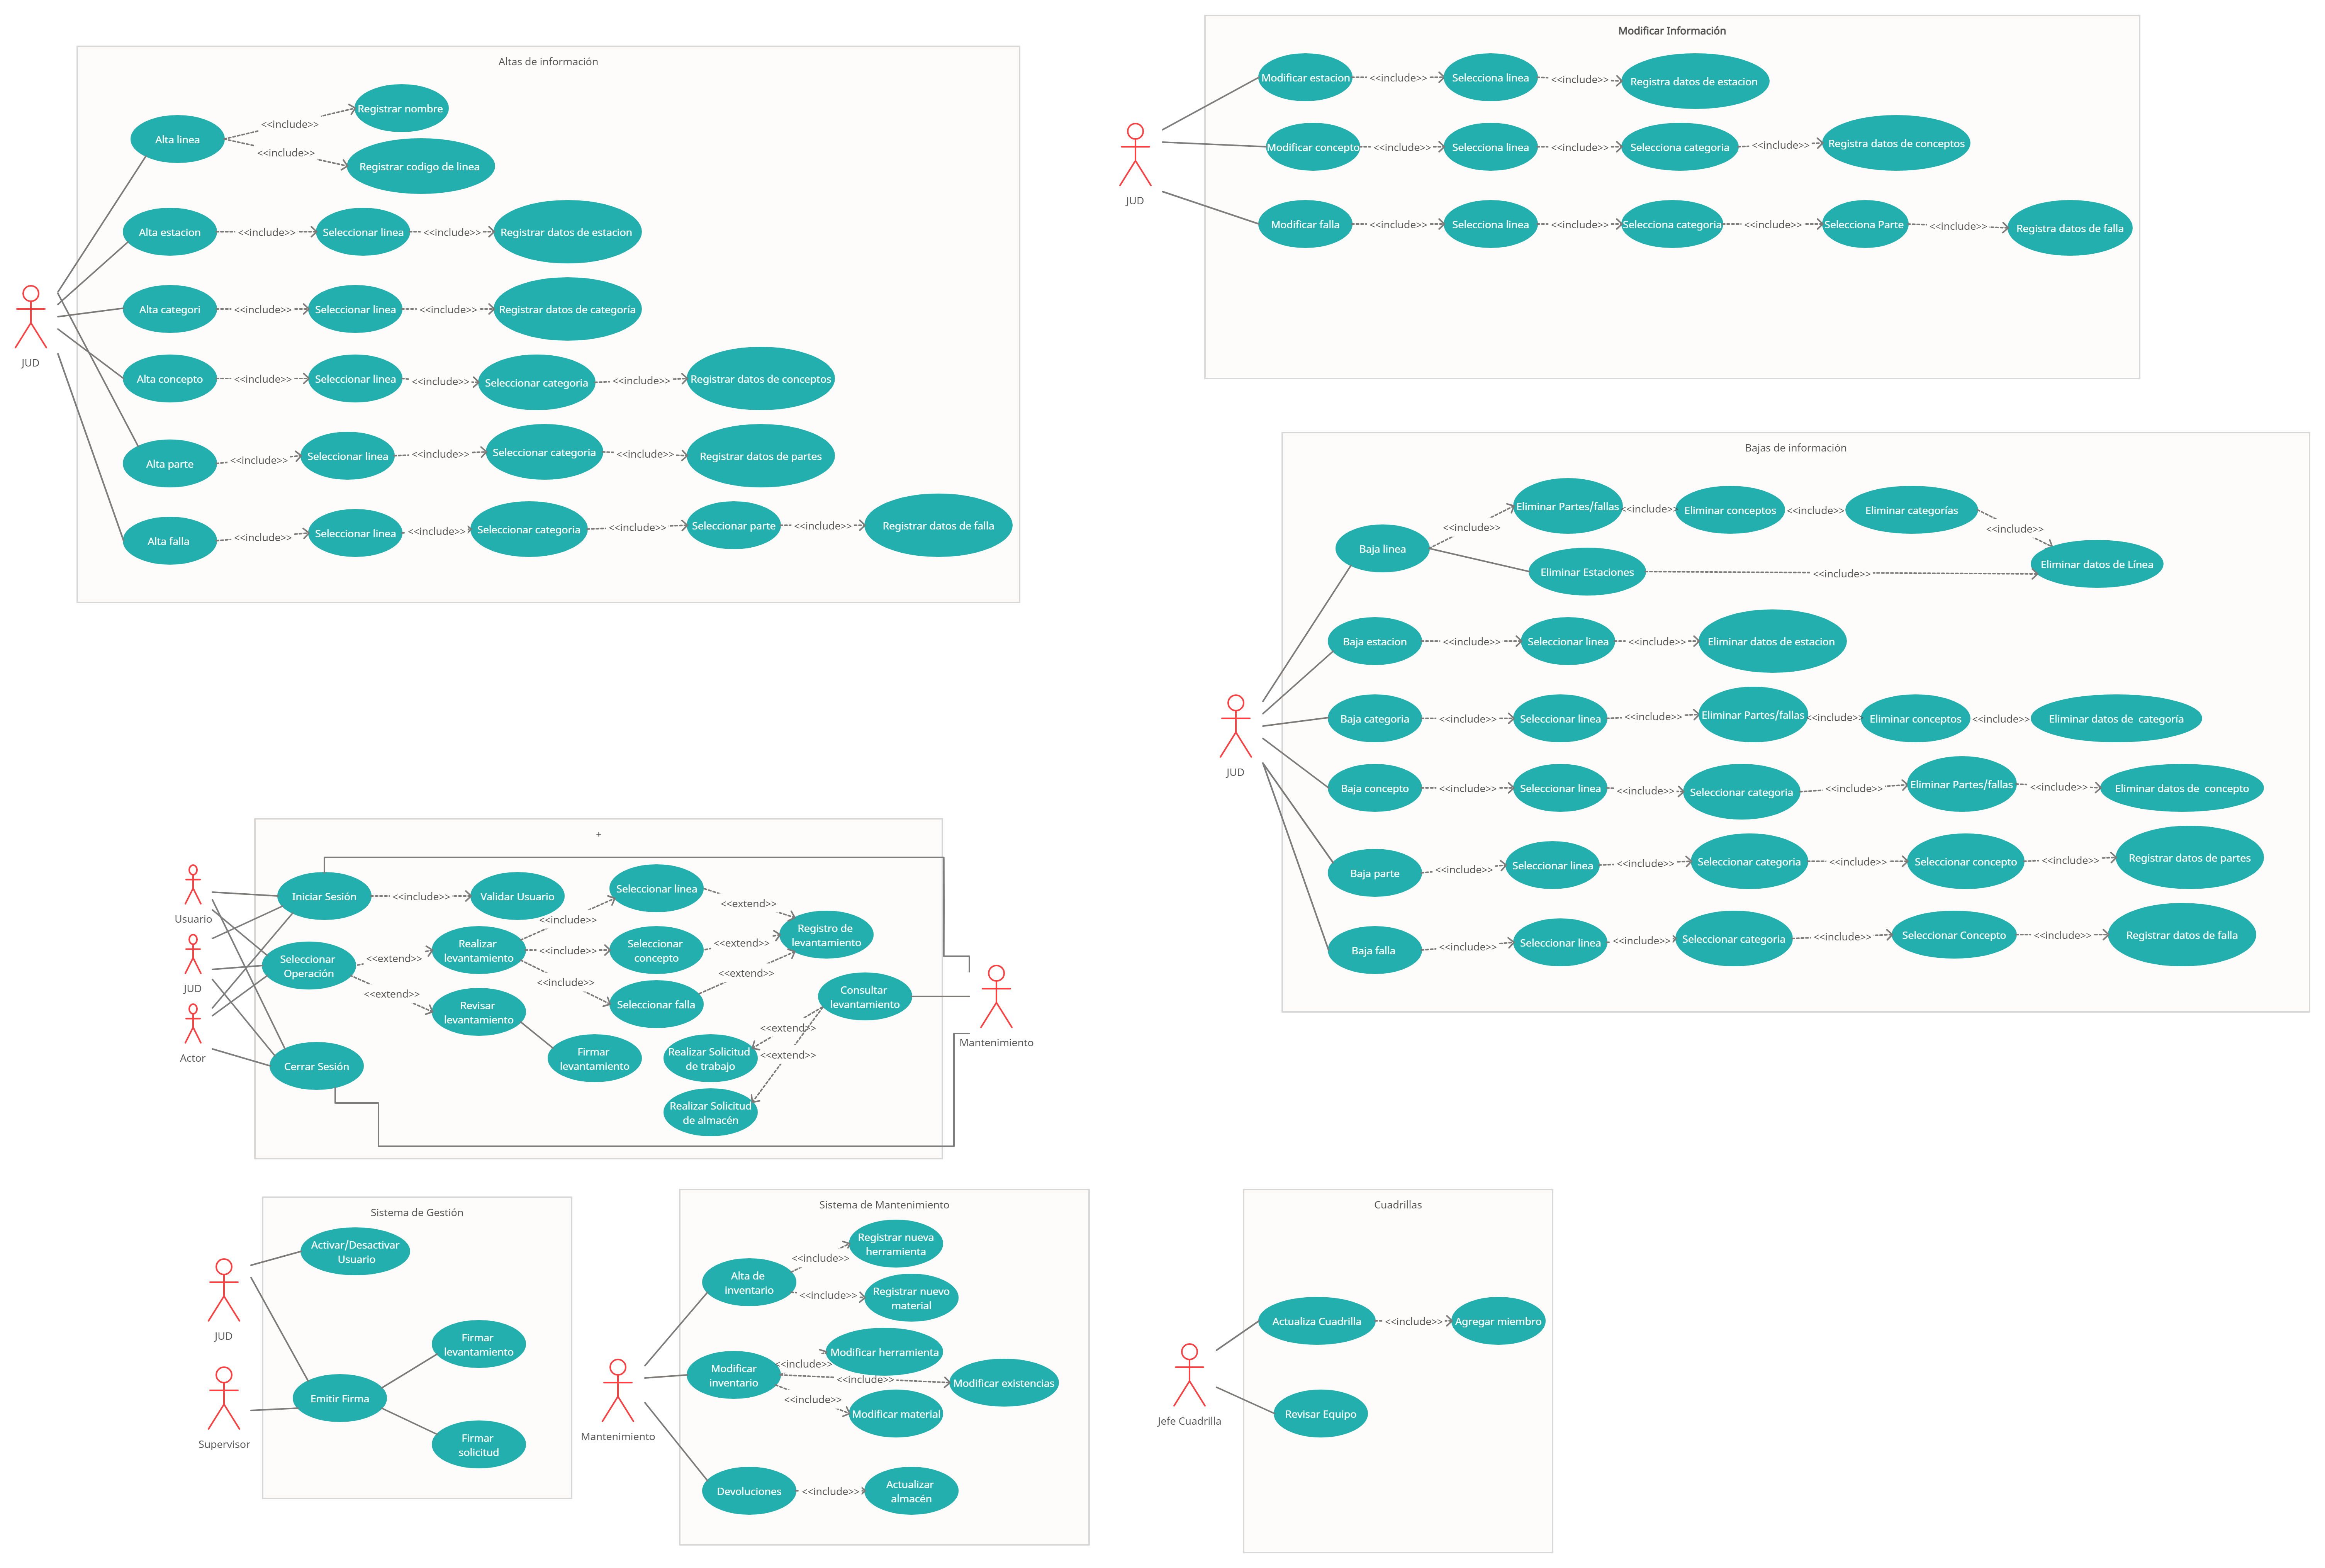 Altas de información
Registrar nombre
<<include>>
Alta linea
<<include>>
Registrar codigo de linea
Alta estacion
<<include>>
Seleccionar linea
<<include>>
Registrar datos de estacion
Alta categori
<<include>>
Seleccionar linea
<<include>>
Registrar datos de categoría
JUD
Alta concepto
<<include>>
Seleccionar linea
<<include>>
Seleccionar categoria
<<include>>
Registrar datos de conceptos
Alta parte
<<include>>
Seleccionar linea
<<include>>
Seleccionar categoria
<<include>>
Registrar datos de partes
Alta falla
<<include>>
Seleccionar linea
<<include>>
Seleccionar categoria
<<include>>
Seleccionar parte
<<include>>
Registrar datos de falla
Modificar Información
Modificar estacion
<<include>>
Selecciona linea
<<include>>
Registra datos de estacion
Modificar concepto
<<include>>
Selecciona linea
<<include>>
Selecciona categoria
<<include>>
Registra datos de conceptos
JUD
Modificar falla
<<include>>
Selecciona linea
<<include>>
Selecciona categoria
<<include>>
Selecciona Parte
<<include>>
Registra datos de falla
Bajas de información
Eliminar Partes/fallas
<<include>>
Eliminar conceptos
<<include>>
Eliminar categorías
<<include>>
<<include>>
Baja linea
Eliminar Estaciones
<<include>>
Eliminar datos de Línea
Baja estacion
<<include>>
Seleccionar linea
<<include>>
Eliminar datos de estacion
Baja categoria
<<include>>
Seleccionar linea
<<include>>
Eliminar Partes/fallas
<<include>>
Eliminar conceptos
<<include>>
Eliminar datos de  categoría
JUD
Baja concepto
<<include>>
Seleccionar linea
<<include>>
Seleccionar categoria
<<include>>
Eliminar Partes/fallas
<<include>>
Eliminar datos de  concepto
Baja parte
<<include>>
Seleccionar linea
<<include>>
Seleccionar categoria
<<include>>
Seleccionar concepto
<<include>>
Registrar datos de partes
Baja falla
<<include>>
Seleccionar linea
<<include>>
Seleccionar categoria
<<include>>
Seleccionar Concepto
<<include>>
Registrar datos de falla
+
Usuario
JUD
Actor
Iniciar Sesión
<<include>>
Validar Usuario
Seleccionar línea
<<extend>>
<<include>>
Registro de
levantamiento
Seleccionar
Operación
<<extend>>
Realizar
levantamiento
<<include>>
Seleccionar
concepto
<<extend>>
<<extend>>
<<include>>
<<extend>>
Seleccionar falla
Revisar
levantamiento
Consultar
levantamiento
Mantenimiento
<<extend>>
<<extend>>
Firmar
levantamiento
Realizar Solicitud
de trabajo
Cerrar Sesión
Realizar Solicitud
de almacén
Sistema de Gestión
Activar/Desactivar
Usuario
JUD
Firmar
levantamiento
Emitir Firma
Supervisor
Firmar
solicitud
Sistema de Mantenimiento
Registrar nueva
herramienta
<<include>>
Alta de
inventario
<<include>>
Registrar nuevo
material
Modificar herramienta
<<include>>
Modificar
inventario
<<include>>
Modificar existencias
<<include>>
Modificar material
Mantenimiento
Devoluciones
<<include>>
Actualizar
almacén
Cuadrillas
Actualiza Cuadrilla
<<include>>
Agregar miembro
Jefe Cuadrilla
Revisar Equipo